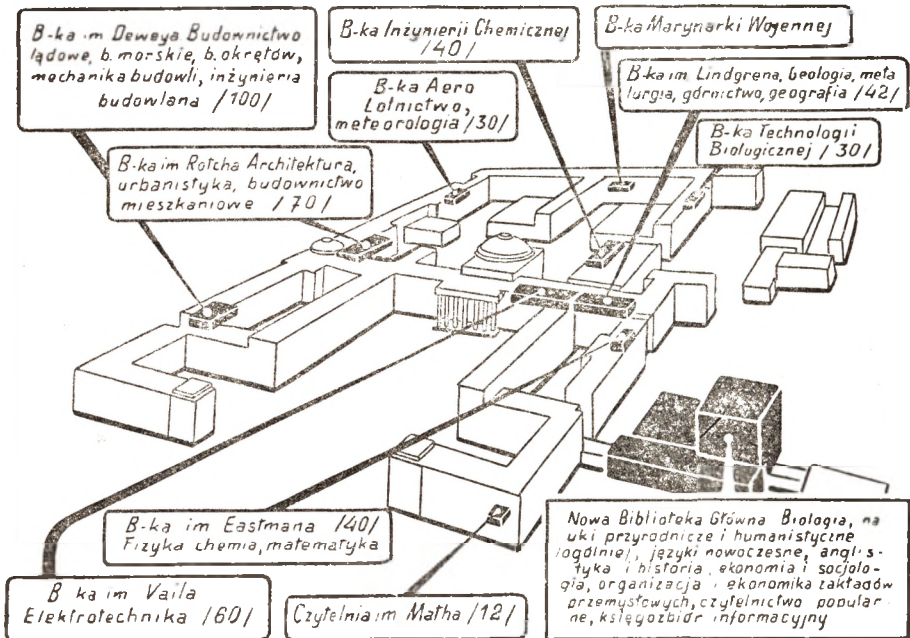 B-ka im Deweya Budownictwo
lądowe, b. morskie, b. okrętów,
mechanika budowli, inżynieria
budowlana /100/
B-ka Inżynierii Chemicznej
/40/
B-ka Marynarki Wojennej
B-ka Aero
Lotnictwo,
meteorologia /30/
B-ka im. Lindgrena, Geologia, meta
lurgia, górnictwo, geografia /42/
B-ka Technologii
Biologicznej /30/
B-ka im Rotcha Architektura,
urbanistyka, budownictwo
mieszkaniowe /70/
B-ka im Eastmana /40/
Fizyka chemia, matematyka
B ka im Vaila
Elektrotechnika /60/
Czytelnia im Matha /12/
Nowa Biblioteka Główna Biologia, na
uki przyrodnicze i humanistyczne
/ogólnie/, języki nowoczesne, anglis-
tyka i historia, ekonomia i socjolo-
gia, organizacja i ekonomika zakładów
przemysłowych, czytelnictwo popular
ne, księgozbiór informacyjny